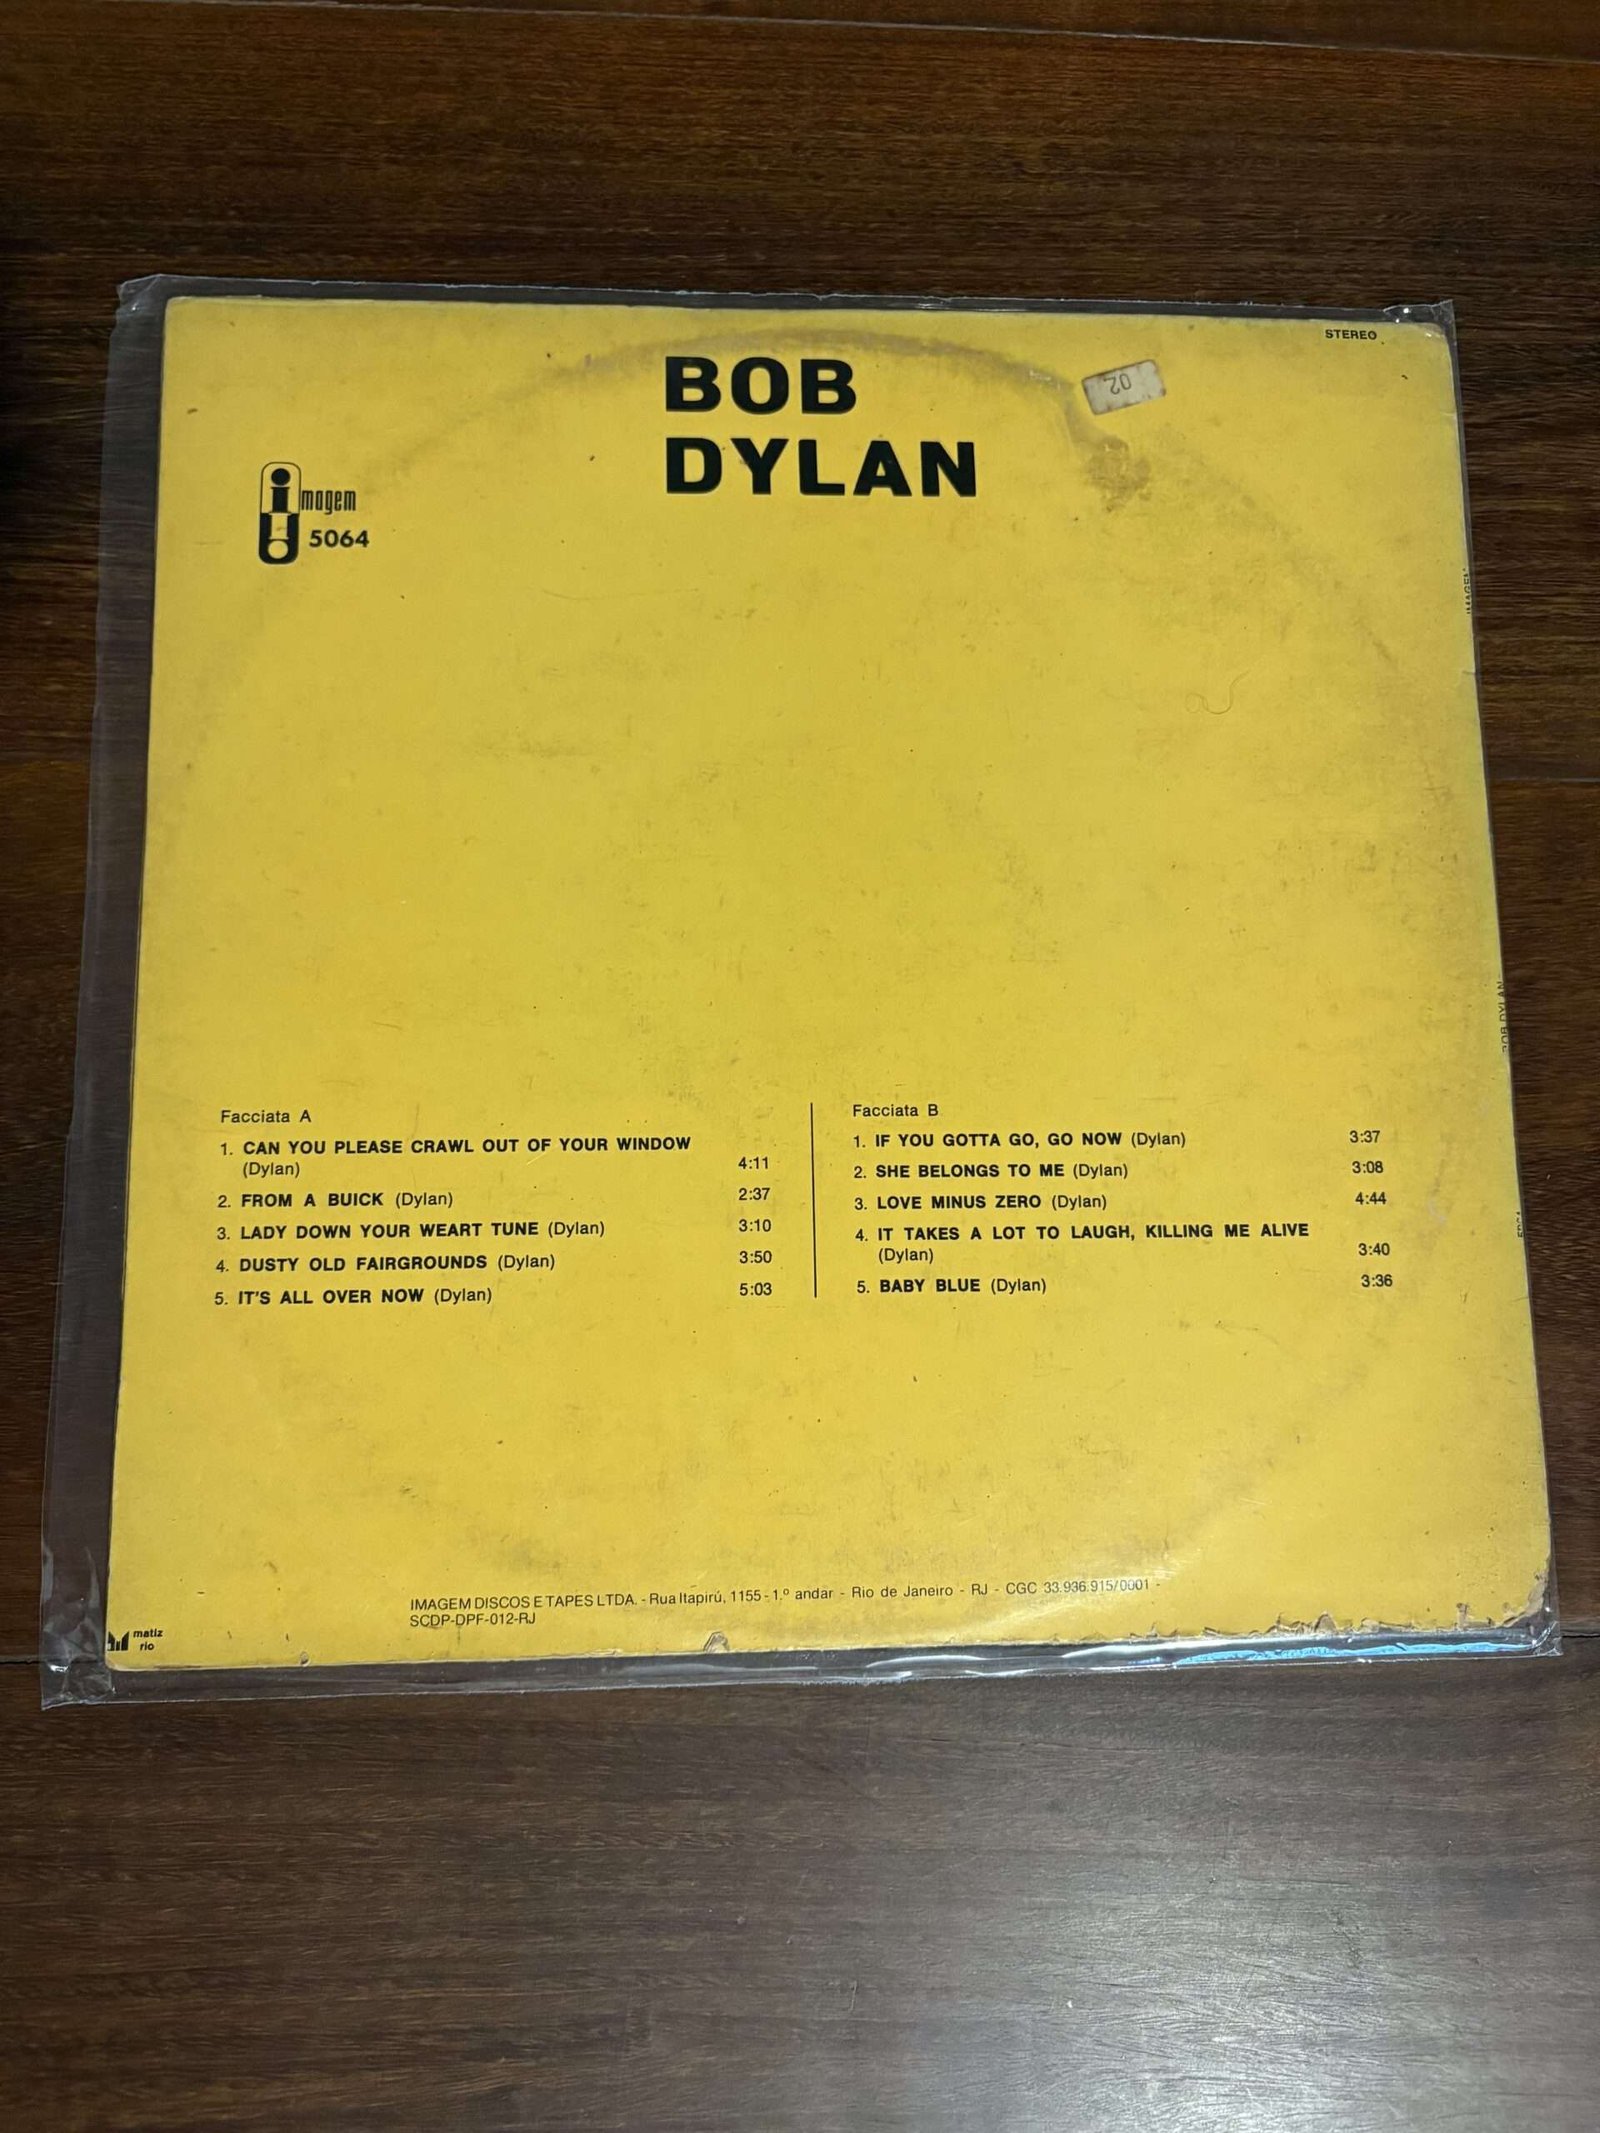 STEREO
BOB
DYLAN
02
imagem
5064
IMAGEM
BOB DYLAN
Facciata A
1. CAN YOU PLEASE CRAWL OUT OF YOUR WINDOW
(Dylan) 4:11
2. FROM A BUICK (Dylan) 2:37
3. LADY DOWN YOUR WEART TUNE (Dylan) 3:10
4. DUSTY OLD FAIRGROUNDS (Dylan) 3:50
5. IT'S ALL OVER NOW (Dylan) 5:03
Facciata B
1. IF YOU GOTTA GO, GO NOW (Dylan) 3:37
2. SHE BELONGS TO ME (Dylan) 3:08
3. LOVE MINUS ZERO (Dylan) 4:44
4. IT TAKES A LOT TO LAUGH, KILLING ME ALIVE
(Dylan) 3:40
5. BABY BLUE (Dylan) 3:36
IMAGEM DISCOS E TAPES LTDA. - Rua Itapirú, 1155 - 1.º andar - Rio de Janeiro - RJ - CGC 33.936.915/0001 -
SCDP-DPF-012-RJ
matiz
rio